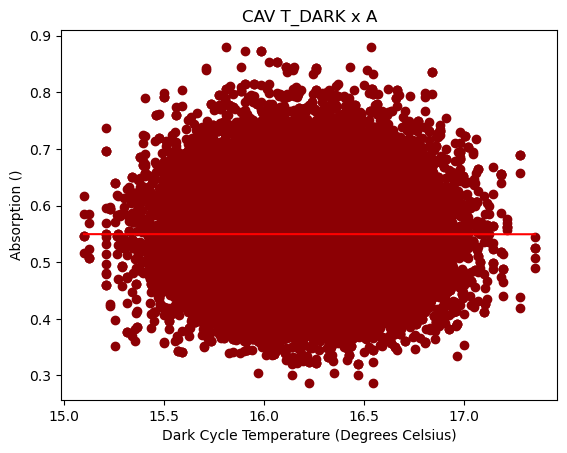 CAV T_DARK x A
0.9
0.8
0.7
0.6
0.5
0.4
0.3
Absorption ()
15.0 15.5 16.0 16.5 17.0
Dark Cycle Temperature (Degrees Celsius)